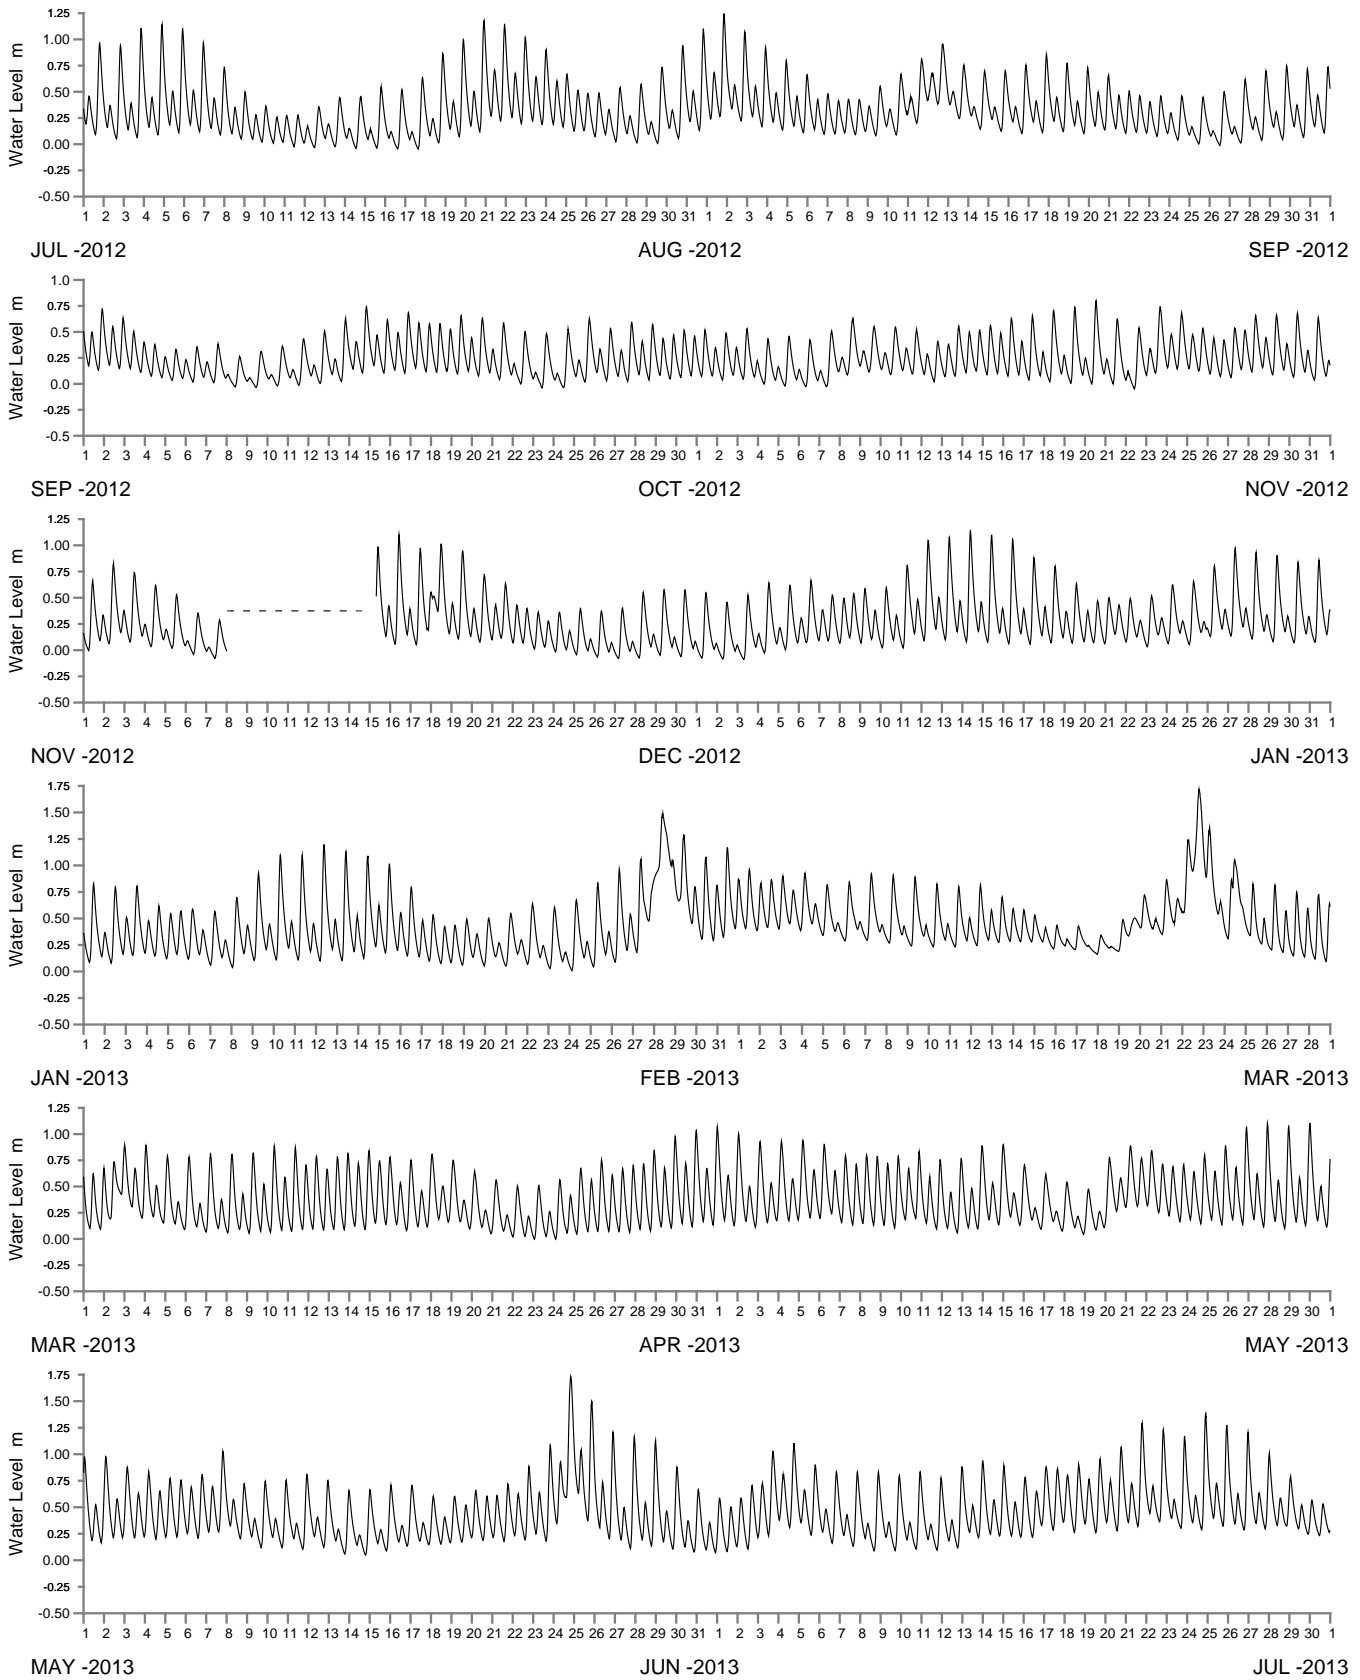 1.25
1.00
0.75
0.50
0.25
0.00
-0.25
-0.50
Water Level m
1 2 3 4 5 6 7 8 9 10 11 12 13 14 15 16 17 18 19 20 21 22 23 24 25 26 27 28 29 30 31 1 2 3 4 5 6 7 8 9 10 11 12 13 14 15 16 17 18 19 20 21 22 23 24 25 26 27 28 29 30 31 1
JUL -2012 AUG -2012 SEP -2012
1.0
0.75
0.5
0.25
0.0
-0.25
-0.5
Water Level m
1 2 3 4 5 6 7 8 9 10 11 12 13 14 15 16 17 18 19 20 21 22 23 24 25 26 27 28 29 30 1 2 3 4 5 6 7 8 9 10 11 12 13 14 15 16 17 18 19 20 21 22 23 24 25 26 27 28 29 30 31 1
SEP -2012 OCT -2012 NOV -2012
1.25
1.00
0.75
0.50
0.25
0.00
-0.25
-0.50
Water Level m
1 2 3 4 5 6 7 8 9 10 11 12 13 14 15 16 17 18 19 20 21 22 23 24 25 26 27 28 29 30 1 2 3 4 5 6 7 8 9 10 11 12 13 14 15 16 17 18 19 20 21 22 23 24 25 26 27 28 29 30 31 1
NOV -2012 DEC -2012 JAN -2013
1.75
1.50
1.25
1.00
0.75
0.50
0.25
0.00
-0.25
-0.50
Water Level m
1 2 3 4 5 6 7 8 9 10 11 12 13 14 15 16 17 18 19 20 21 22 23 24 25 26 27 28 29 30 31 1 2 3 4 5 6 7 8 9 10 11 12 13 14 15 16 17 18 19 20 21 22 23 24 25 26 27 28 1
JAN -2013 FEB -2013 MAR -2013
1.25
1.00
0.75
0.50
0.25
0.00
-0.25
-0.50
Water Level m
1 2 3 4 5 6 7 8 9 10 11 12 13 14 15 16 17 18 19 20 21 22 23 24 25 26 27 28 29 30 31 1 2 3 4 5 6 7 8 9 10 11 12 13 14 15 16 17 18 19 20 21 22 23 24 25 26 27 28 29 30 1
MAR -2013 APR -2013 MAY -2013
1.75
1.50
1.25
1.00
0.75
0.50
0.25
0.00
-0.25
-0.50
Water Level m
1 2 3 4 5 6 7 8 9 10 11 12 13 14 15 16 17 18 19 20 21 22 23 24 25 26 27 28 29 30 31 1 2 3 4 5 6 7 8 9 10 11 12 13 14 15 16 17 18 19 20 21 22 23 24 25 26 27 28 29 30 1
MAY -2013 JUN -2013 JUL -2013